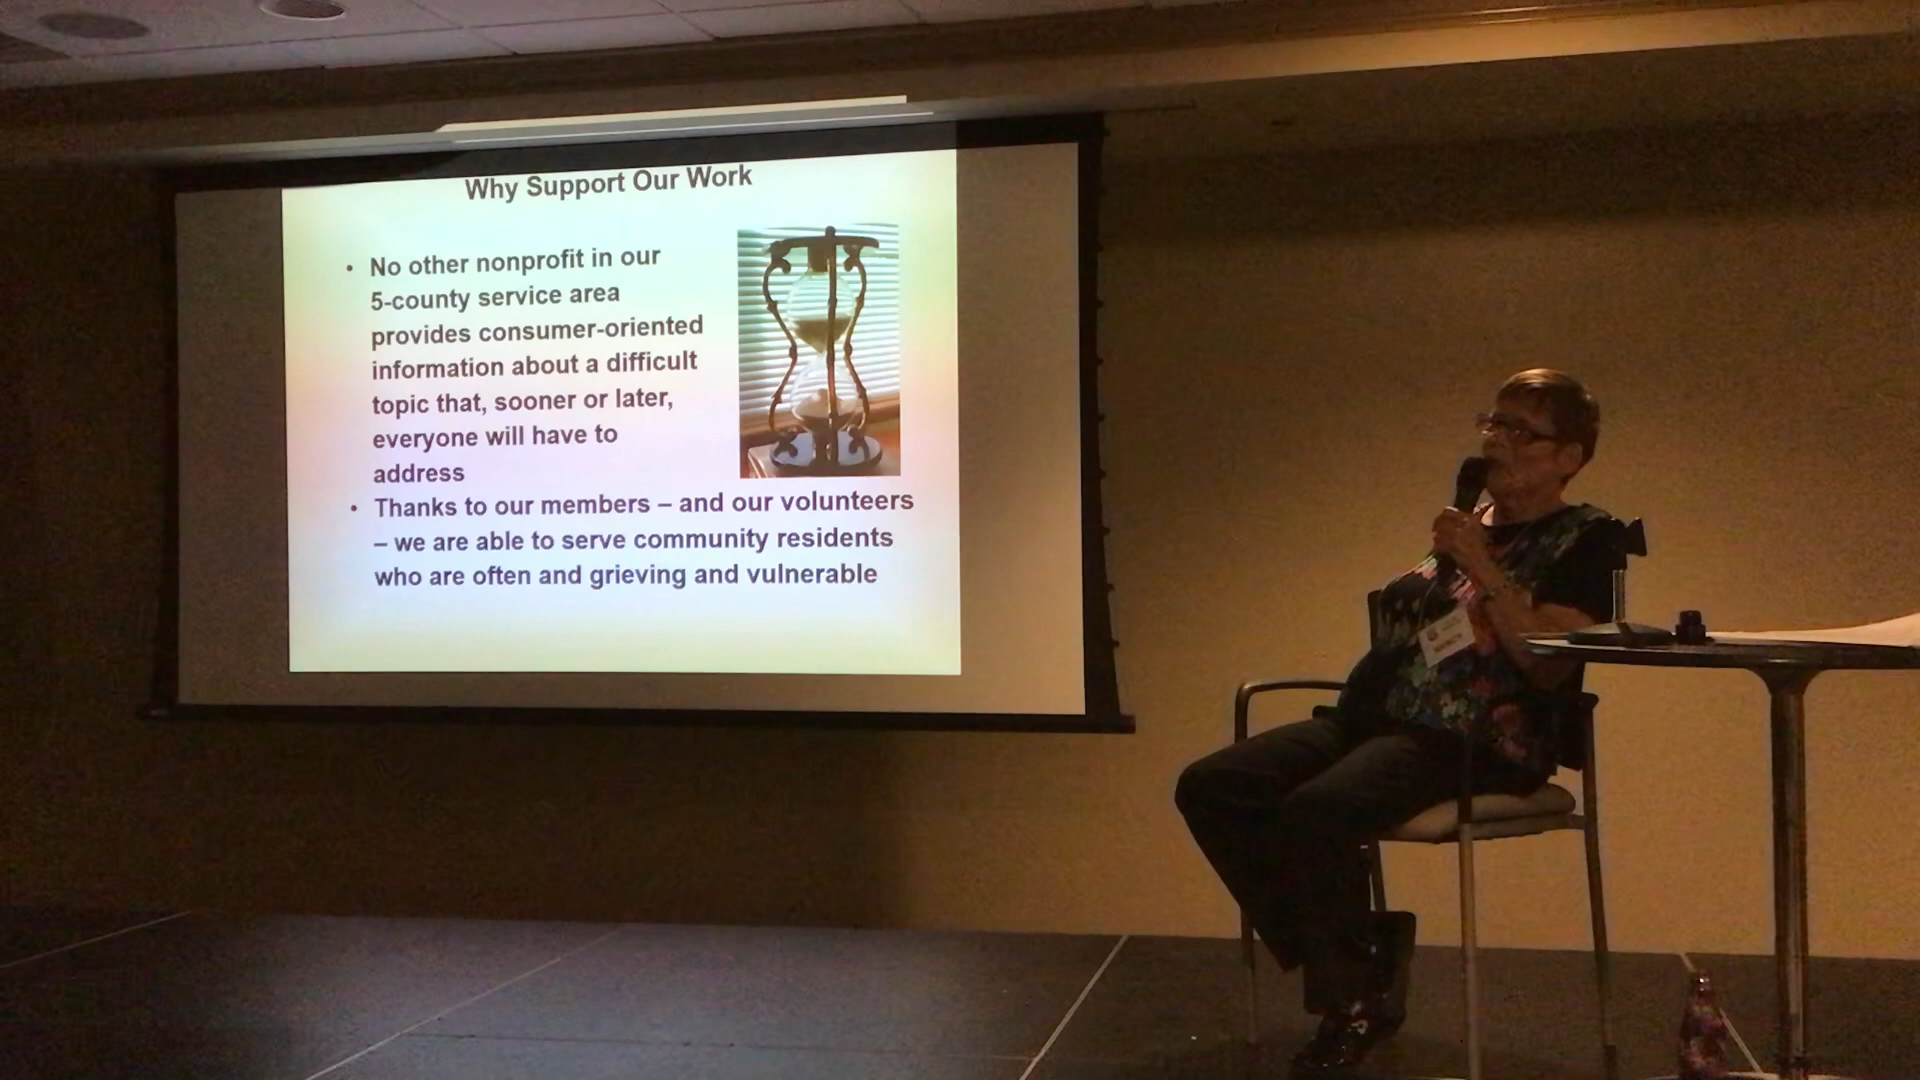 Why Support Our Work
• No other nonprofit in our
5-county service area
provides consumer-oriented
information about a difficult
topic that, sooner or later,
everyone will have to
address
• Thanks to our members – and our volunteers
– we are able to serve community residents
who are often and grieving and vulnerable